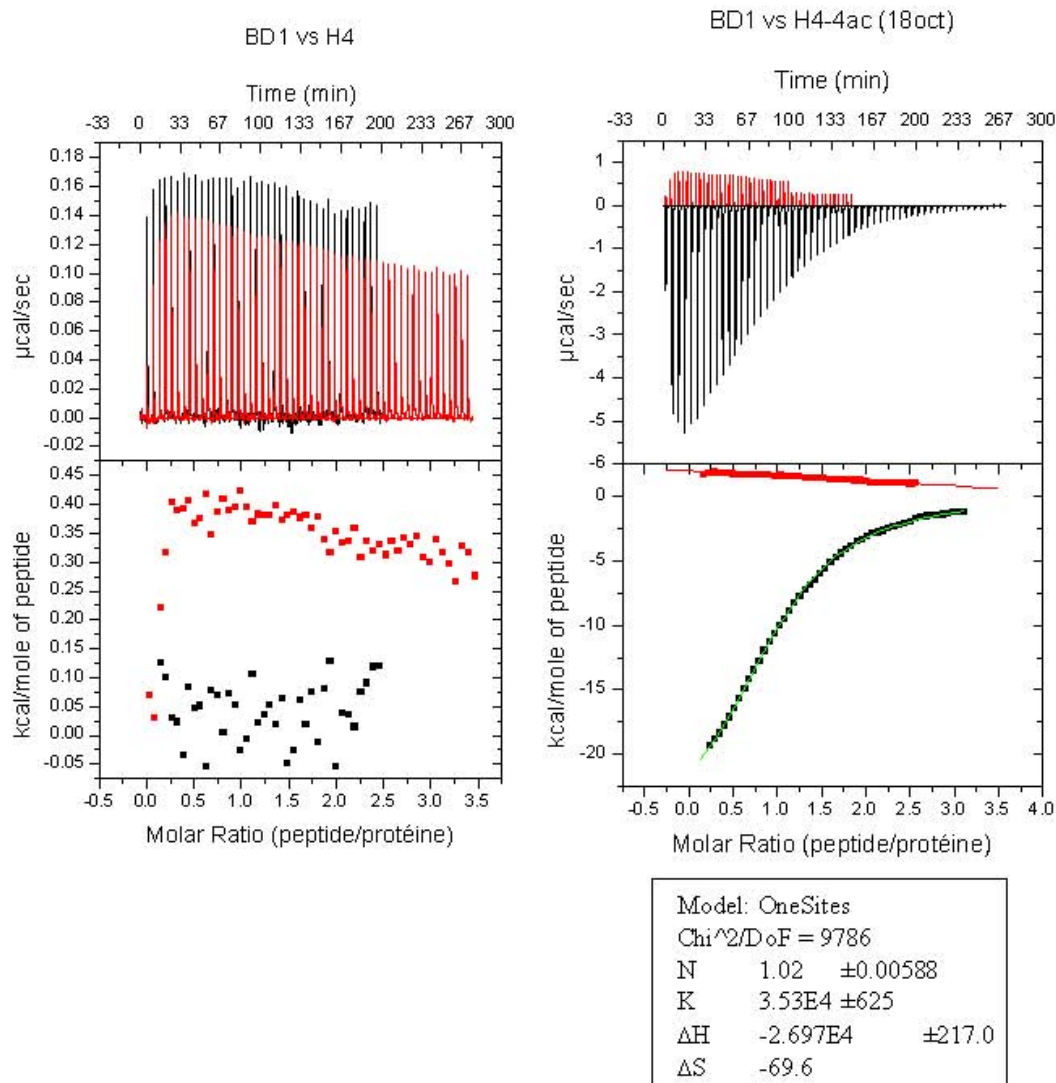 BD1 vs H4
Time (min)
-33 0 33 67 100 133 167 200 233 267 300
0.18
0.16
0.14
0.12
0.10
0.08
0.06
0.04
0.02
0.00
-0.02
µcal/sec
0.45
0.40
0.35
0.30
0.25
0.20
0.15
0.10
0.05
0.00
-0.05
kcal/mole of peptide
-0.5 0.0 0.5 1.0 1.5 2.0 2.5 3.0 3.5
Molar Ratio (peptide/protéine)
BD1 vs H4-4ac (18oct)
Time (min)
-33 0 33 67 100 133 167 200 233 267 300
1
0
-1
-2
-3
-4
-5
-6
µcal/sec
0
-5
-10
-15
-20
kcal/mole of peptide
-0.5 0.0 0.5 1.0 1.5 2.0 2.5 3.0 3.5 4.0
Molar Ratio (peptide/protéine)
Model: OneSites
Chi^2/DoF = 9786
N 1.02 ±0.00588
K 3.53E4 ±625
ΔH -2.697E4 ±217.0
ΔS -69.6